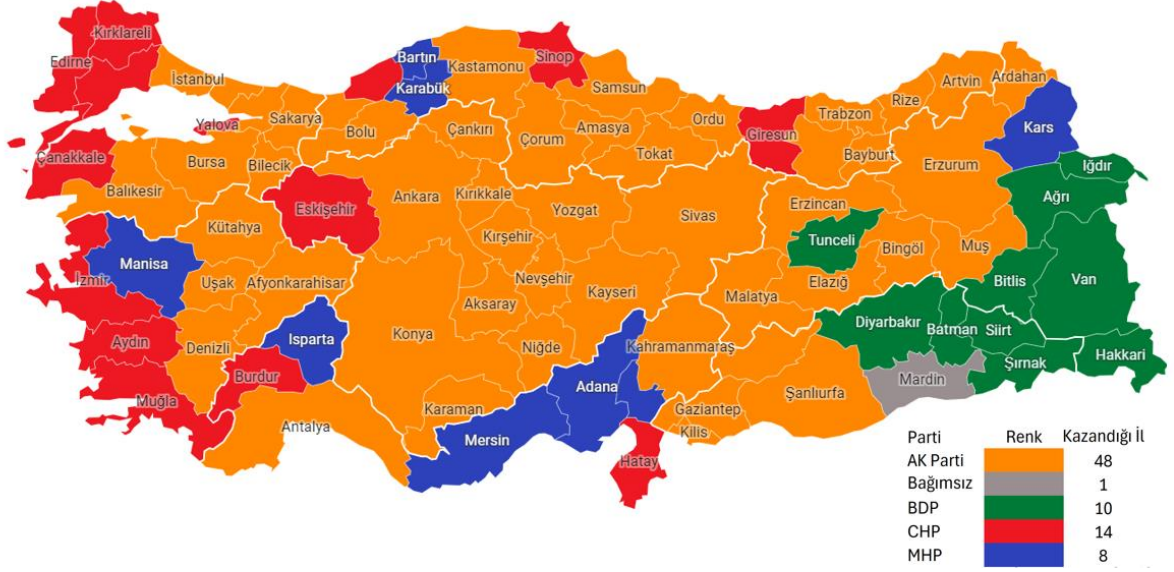 Kırklareli
Edirne
İstanbul
Bartın
Kastamonu
Sinop
Karabük
Samsun
Artvin
Ardahan
Rize
Trabzon
Ordu
Giresun
Kars
Yalova
Sakarya
Bolu
Çankırı
Çorum
Amasya
Tokat
Bayburt
Erzurum
Iğdır
Çanakkale
Bursa
Bilecik
Balıkesir
Eskişehir
Ankara
Kırıkkale
Yozgat
Sivas
Erzincan
Ağrı
Kütahya
Kırşehir
Tunceli
Bingöl
Muş
Manisa
İzmir
Uşak
Afyonkarahisar
Nevşehir
Kayseri
Malatya
Elazığ
Bitlis
Van
Aksaray
Aydın
Denizli
Isparta
Konya
Niğde
Kahramanmaraş
Diyarbakır
Batman
Siirt
Şırnak
Hakkari
Burdur
Muğla
Adana
Mardin
Şanlıurfa
Karaman
Gaziantep
Kilis
Antalya
Mersin
Hatay
Parti Renk Kazandığı İl
AK Parti 48
Bağımsız 1
BDP 10
CHP 14
MHP 8